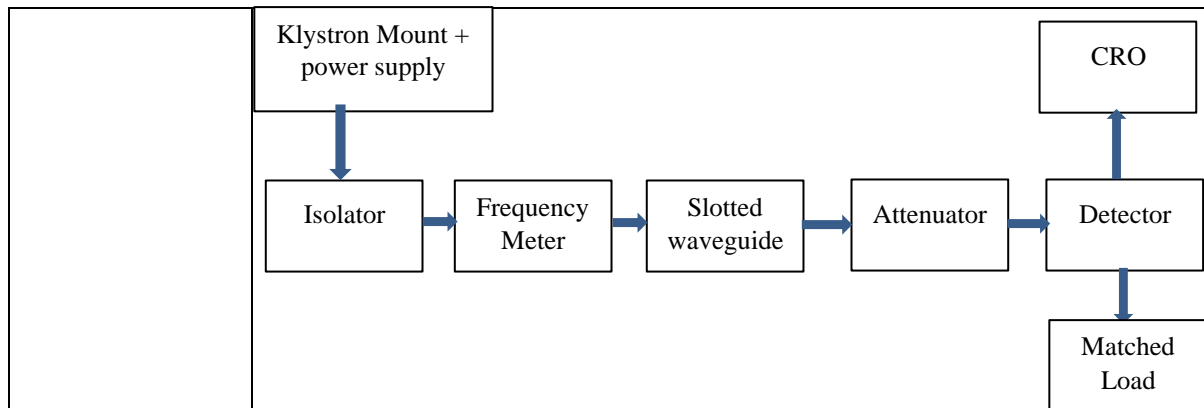 Klystron Mount +
power supply
CRO
Isolator
Frequency
Meter
Slotted
waveguide
Attenuator
Detector
Matched
Load